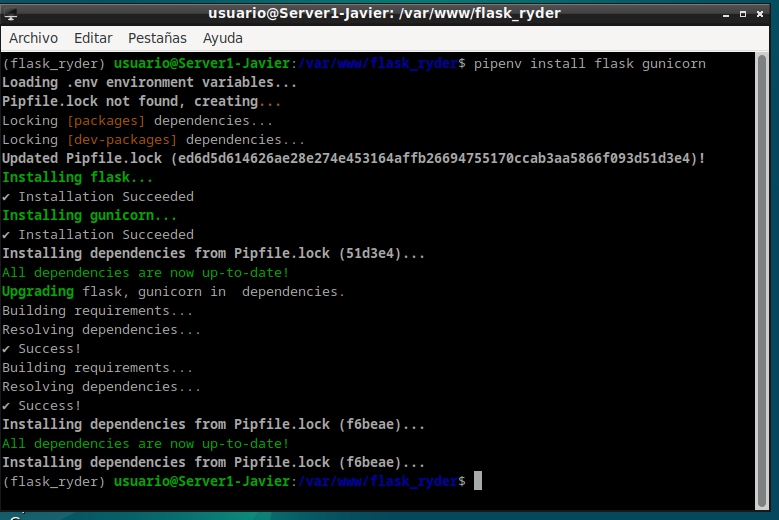 usuario@Server1-Javier: /var/www/flask_ryder
Archivo Editar Pestañas Ayuda
(flask_ryder) usuario@Server1-Javier:/var/www/flask_ryder$ pipenv install flask gunicorn
Loading .env environment variables...
Pipfile.lock not found, creating...
Locking [packages] dependencies...
Locking [dev-packages] dependencies...
Updated Pipfile.lock (ed6d5d614626ae28e274e453164affb26694755170ccab3aa5866f093d51d3e4)!
Installing flask...
✔ Installation Succeeded
Installing gunicorn...
✔ Installation Succeeded
Installing dependencies from Pipfile.lock (51d3e4)...
All dependencies are now up-to-date!
Upgrading flask, gunicorn in  dependencies.
Building requirements...
Resolving dependencies...
✔ Success!
Building requirements...
Resolving dependencies...
✔ Success!
Installing dependencies from Pipfile.lock (f6beae)...
All dependencies are now up-to-date!
Installing dependencies from Pipfile.lock (f6beae)...
(flask_ryder) usuario@Server1-Javier:/var/www/flask_ryder$